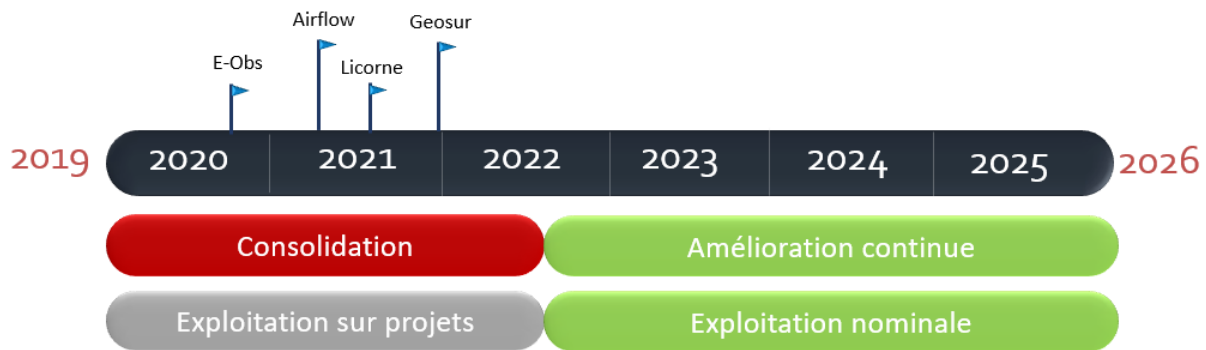 Airflow
Geosur
E-Obs
Licorne
2019 2020 2021 2022 2023 2024 2025 2026
Consolidation Amélioration continue
Exploitation sur projets Exploitation nominale